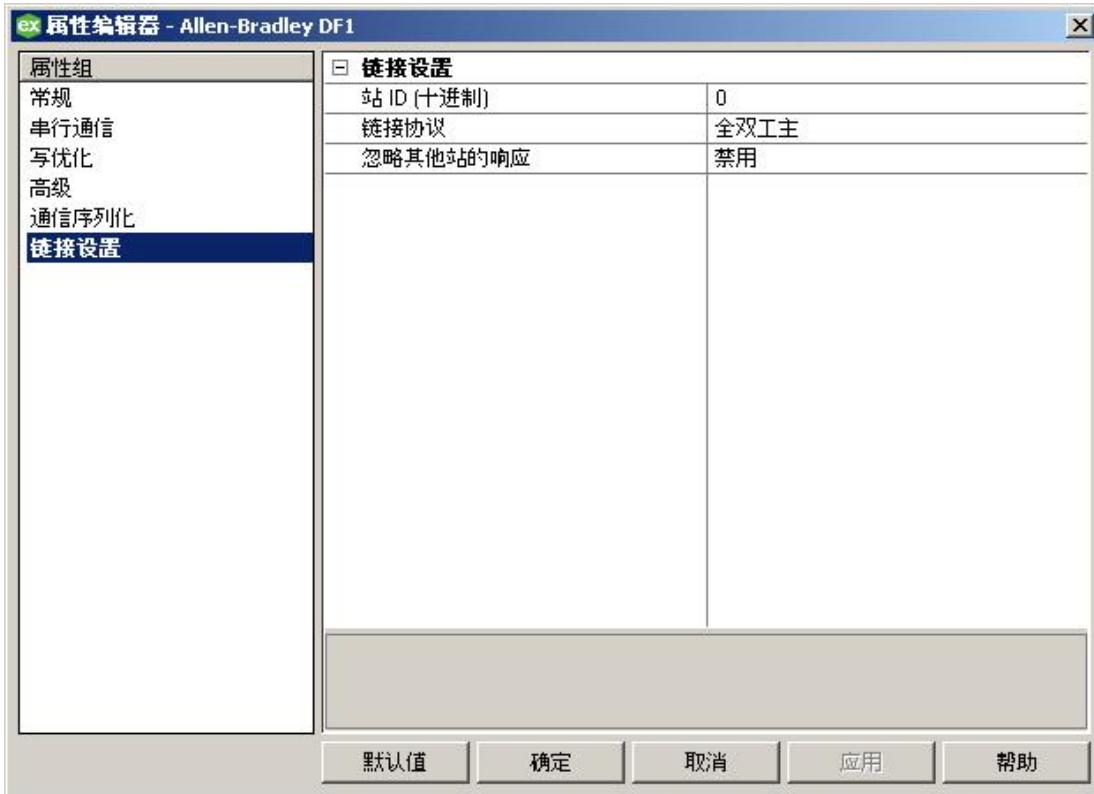 ex 属性编辑器 - Allen-Bradley DF1
属性组
常规
串行通信
写优化
高级
通信序列化
链接设置
链接设置
站 ID (十进制) 0
链接协议 全双工主
忽略其他站的响应 禁用
默认值 确定 取消 应用 帮助